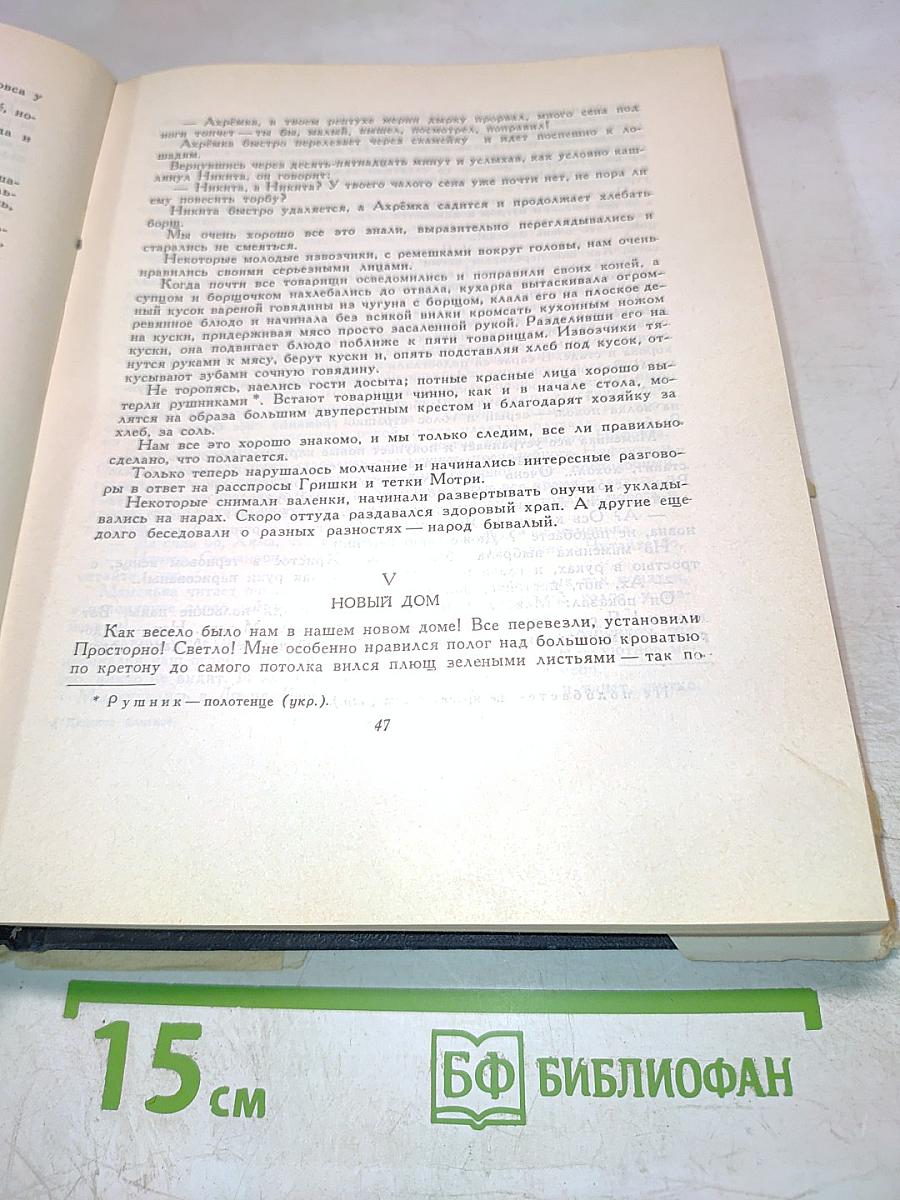 овса у
но-
да и
— Ахрёмка, в твоем рептухе мерин дырку прорвал, много сена под
ноги топчет — ты бы, малый, вышел, посмотрел, поправил!
Ахрёмка быстро перелезает через скамейку и идет поспешно к ло-
шадям.
Вернувшись через десять-пятнадцать минут и услыхав, как условно каш-
лянул Никита, он говорит:
— Никита, а Никита? У твоего чалого сена уже почти нет, не пора ли
ему повесить торбу?
Никита быстро удаляется, а Ахрёмка садится и продолжает хлебать
борщ.
Мы очень хорошо все это знали, выразительно переглядывались и
старались не смеяться.
Некоторые молодые извозчики, с ремешками вокруг головы, нам очень
нравились своими серьезными лицами.
Когда почти все товарищи осведомились и поправили своих коней, а
супцом и борщочком нахлебались до отвала, кухарка вытаскивала огром-
ный кусок вареной говядины из чугуна с борщом, клала его на плоское де-
ревянное блюдо и начинала без всякой вилки кромсать кухонным ножом
на куски, придерживая мясо просто засаленной рукой. Разделивши его на
куски, она подвигает блюдо поближе к пяти товарищам. Извозчики тя-
нутся руками к мясу, берут куски и, опять подставляя хлеб под кусок, от-
кусывают зубами сочную говядину.
Не торопясь, наелись гости досыта; потные красные лица хорошо вы-
терли рушниками *. Встают товарищи чинно, как и в начале стола, мо-
лятся на образа большим двуперстным крестом и благодарят хозяйку за
хлеб, за соль.
Нам все это хорошо знакомо, и мы только следим, все ли правильно
сделано, что полагается.
Только теперь нарушалось молчание и начинались интересные разгово-
ры в ответ на расспросы Гришки и тетки Мотри.
Некоторые снимали валенки, начинали развертывать онучи и уклады-
вались на нарах. Скоро оттуда раздавался здоровый храп. А другие еще
долго беседовали о разных разностях — народ бывалый.
V
НОВЫЙ ДОМ
Как весело было нам в нашем новом доме! Все перевезли, установили
Просторно! Светло! Мне особенно нравился полог над большою кроватью
по кретону до самого потолка вился плющ зелеными листьями — так по-
* Рушник — полотенце (укр.).
47
15 см
БФ БИБЛИОФАН